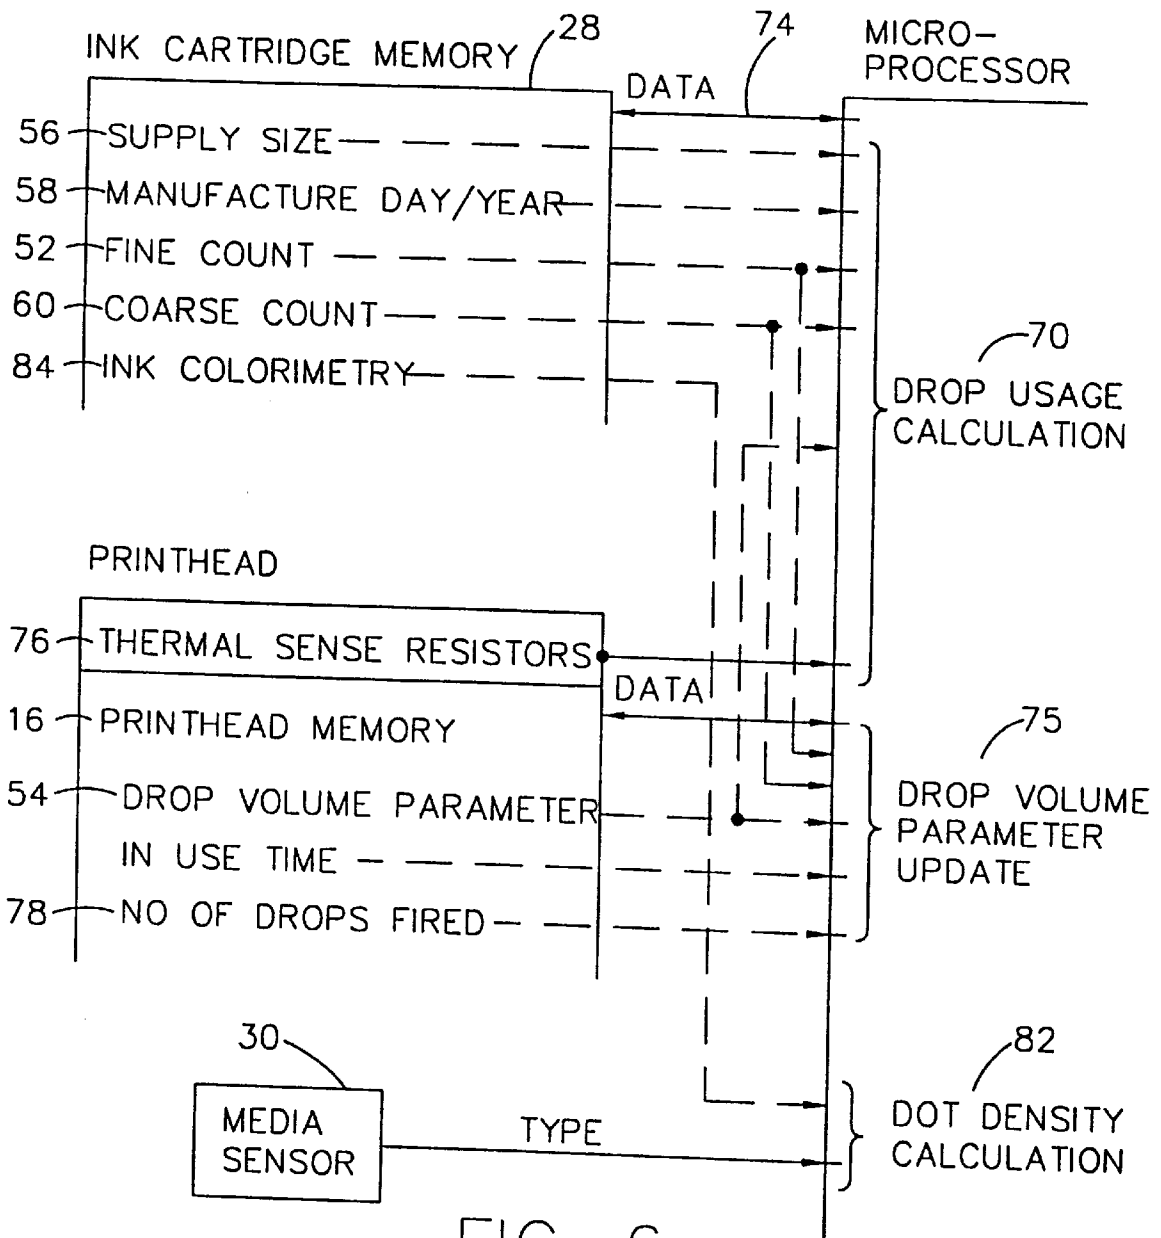 INK CARTRIDGE MEMORY
28
74
MICRO-
PROCESSOR
DATA
56 SUPPLY SIZE
58 MANUFACTURE DAY/YEAR
52 FINE COUNT
60 COARSE COUNT
84 INK COLORIMETRY
70
DROP USAGE
CALCULATION
PRINTHEAD
76 THERMAL SENSE RESISTORS
DATA
16 PRINTHEAD MEMORY
54 DROP VOLUME PARAMETER
IN USE TIME
78 NO OF DROPS FIRED
75
DROP VOLUME
PARAMETER
UPDATE
30
MEDIA
SENSOR
TYPE
82
DOT DENSITY
CALCULATION
FIG. 6